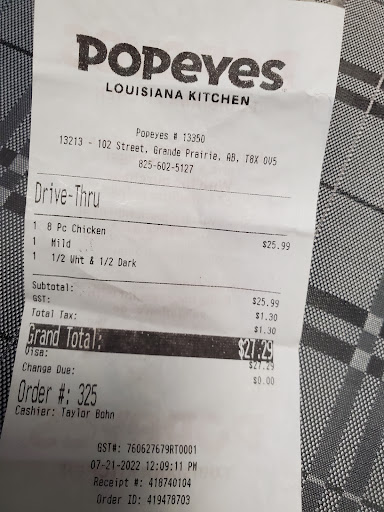 POPEYES
LOUISIANA KITCHEN
Popeyes # 13350
13213 - 102 Street, Grande Prairie, AB, T8X 0V5
825-602-5127
Drive-Thru
1 8 Pc Chicken $25.99
1 Mild
1 1/2 Wht & 1/2 Dark
Subtotal: $25.99
GST: $1.30
Total Tax: $1.30
Grand Total: $27.29
Visa: $27.29
Change Due: $0.00
Order #: 325
Cashier: Taylor Bohn
GST#: 760627679RT0001
07-21-2022 12:09:11 PM
Receipt #: 418740104
Order ID: 419478703